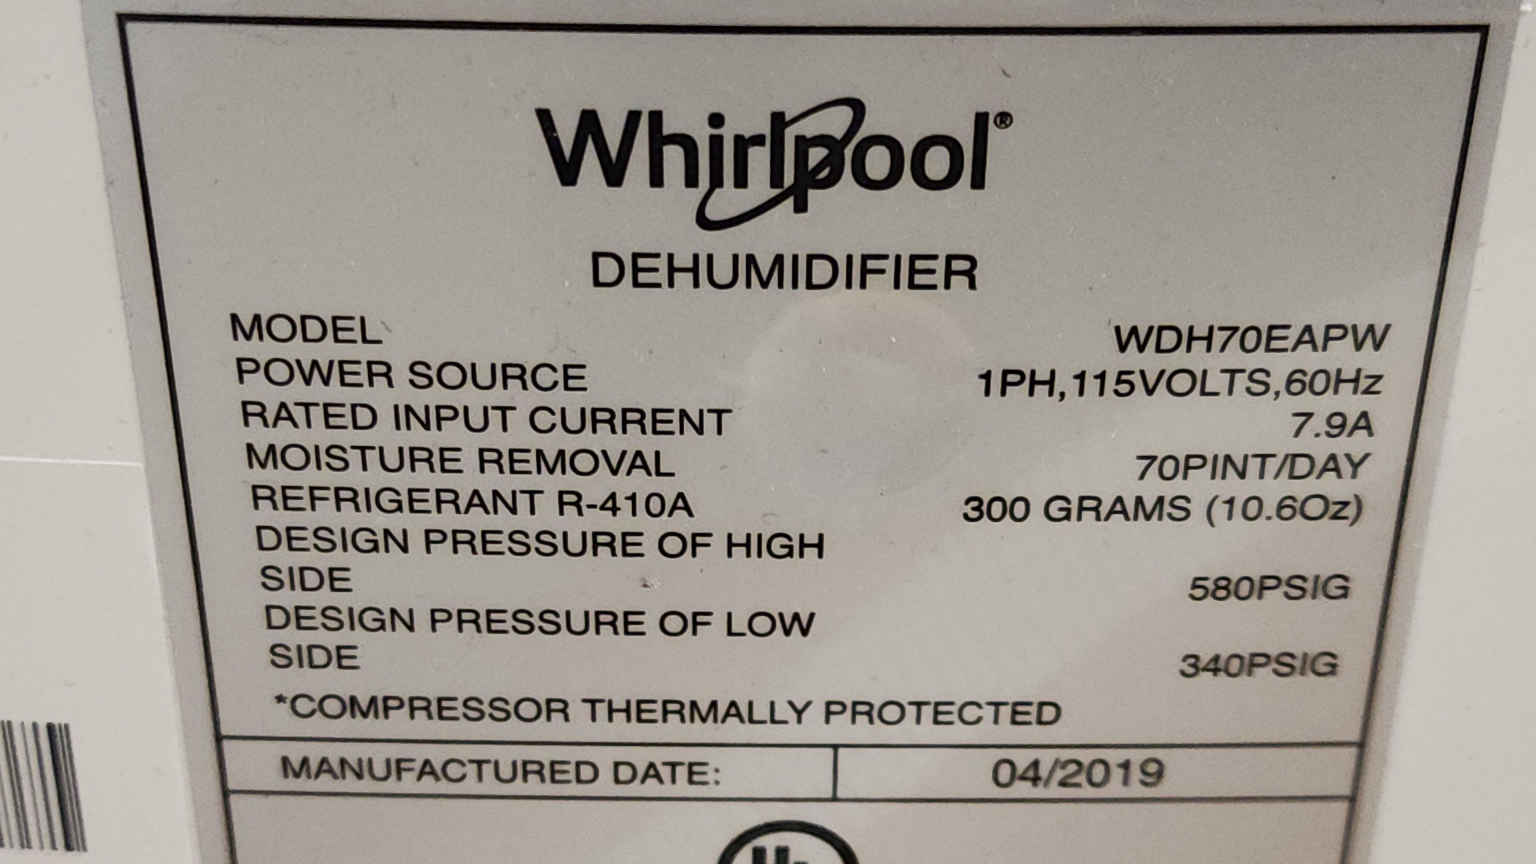 Whirlpool®
DEHUMIDIFIER
MODEL WDH70EAPW
POWER SOURCE 1PH,115VOLTS,60Hz
RATED INPUT CURRENT 7.9A
MOISTURE REMOVAL 70PINT/DAY
REFRIGERANT R-410A 300 GRAMS (10.6Oz)
DESIGN PRESSURE OF HIGH
SIDE 580PSIG
DESIGN PRESSURE OF LOW
SIDE 340PSIG
*COMPRESSOR THERMALLY PROTECTED
MANUFACTURED DATE: 04/2019